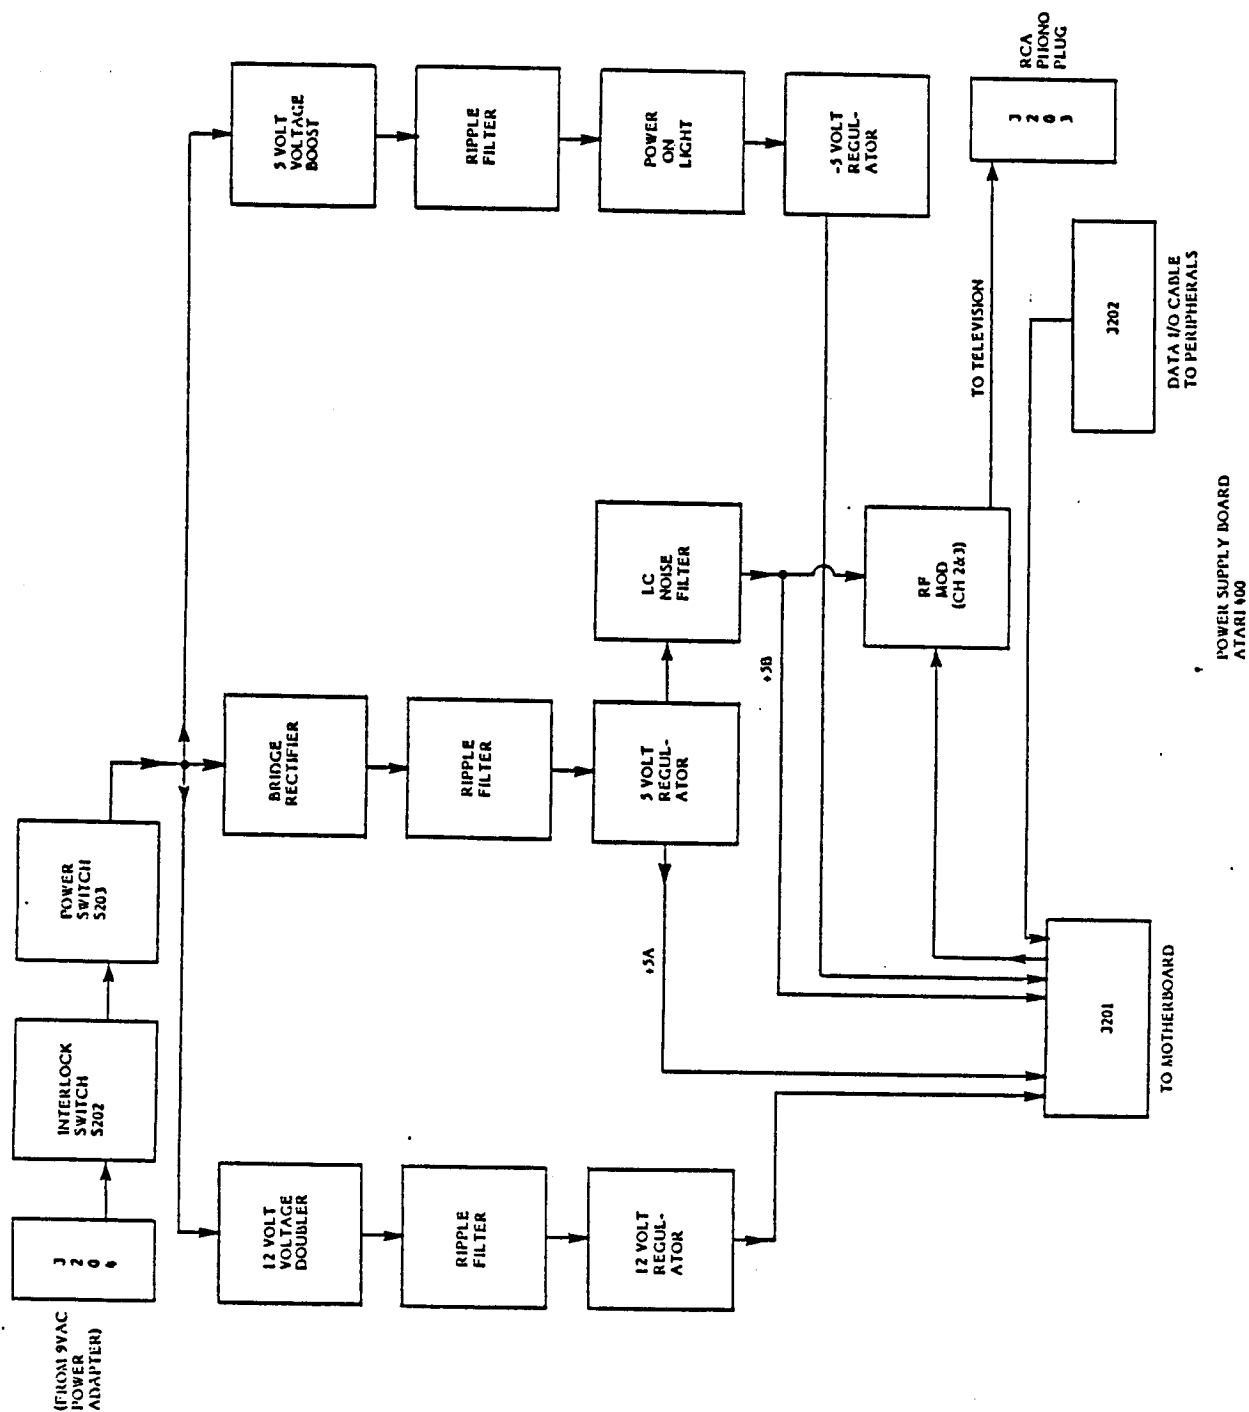 (FROM 9VAC
POWER
ADAPTER)
J
2
0
4
INTERLOCK
SWITCH
S202
POWER
SWITCH
S203
12 VOLT
VOLTAGE
DOUBLER
BRIDGE
RECTIFIER
5 VOLT
VOLTAGE
BOOST
RIPPLE
FILTER
RIPPLE
FILTER
RIPPLE
FILTER
12 VOLT
REGUL-
ATOR
5 VOLT
REGUL-
ATOR
LC
NOISE
FILTER
POWER
ON
LIGHT
-5 VOLT
REGUL-
ATOR
+5A
+5B
RF
MOD
(CH 2&3)
TO TELEVISION
J
2
0
3
RCA
PHONO
PLUG
J201
TO MOTHERBOARD
J202
DATA I/O CABLE
TO PERIPHERALS
POWER SUPPLY BOARD
ATARI 400